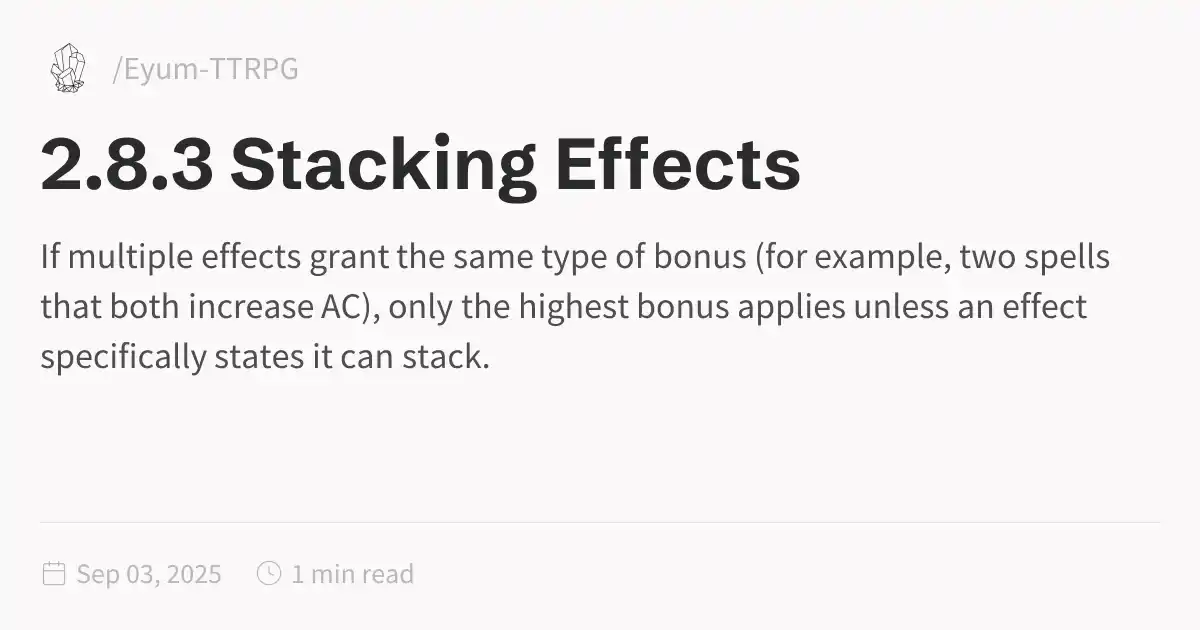 /Eyum-TTRPG
2.8.3 Stacking Effects
If multiple effects grant the same type of bonus (for example, two spells
that both increase AC), only the highest bonus applies unless an effect
specifically states it can stack.
Sep 03, 2025 1 min read